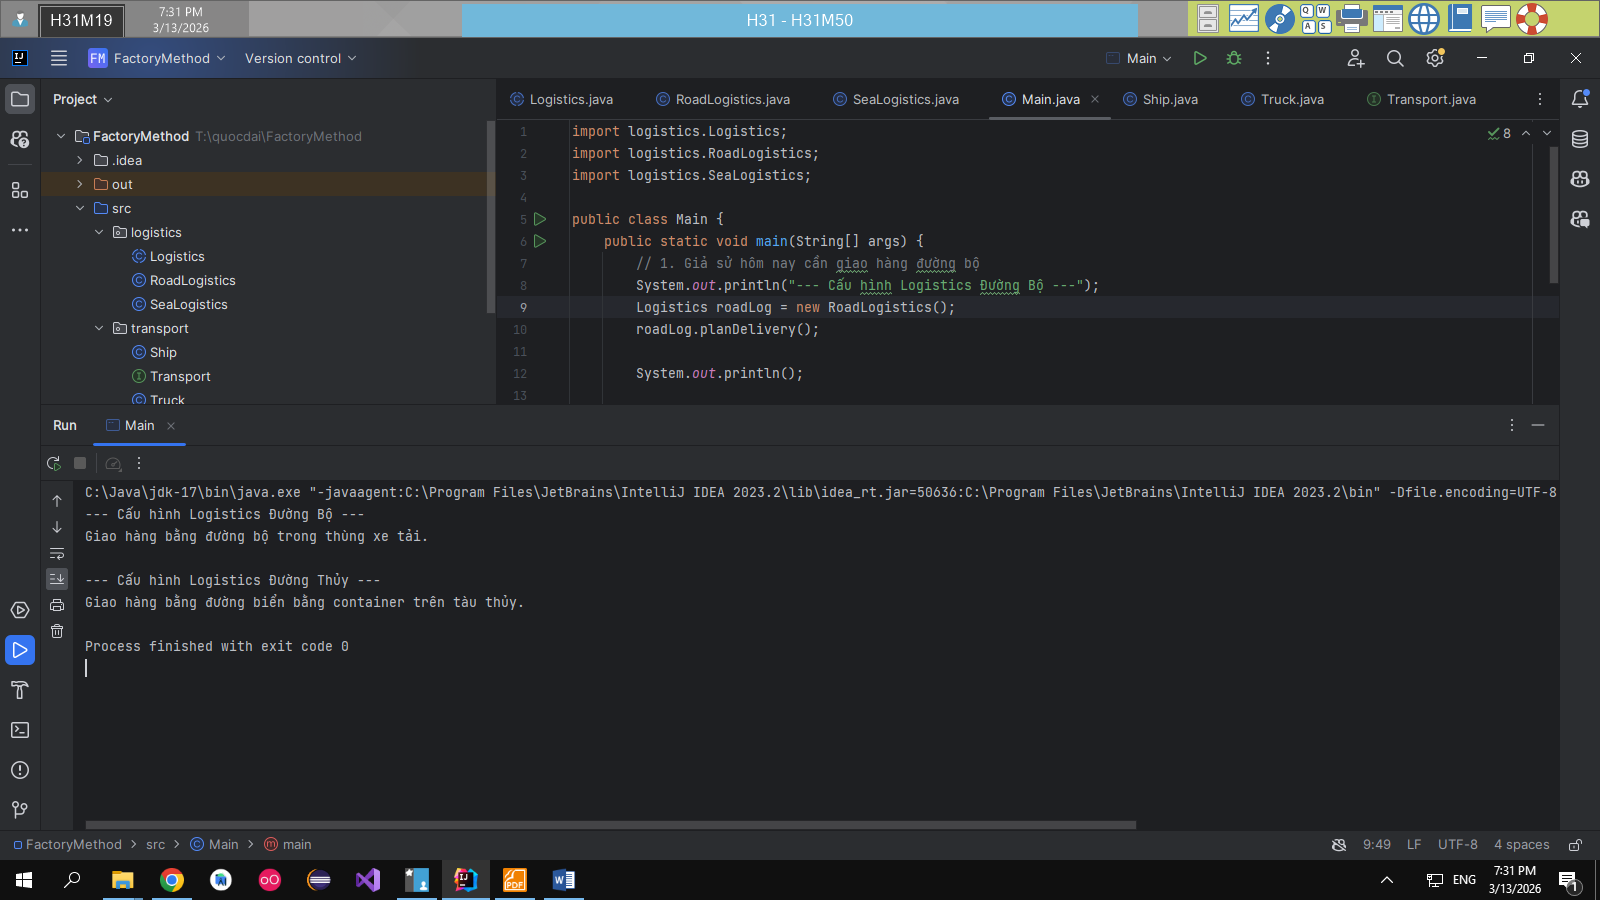 H31M19
7:31 PM
3/13/2026
H31 - H31M50
Q W
A S
FM FactoryMethod
Version control
Main
Project
Logistics.java
RoadLogistics.java
SeaLogistics.java
Main.java
Ship.java
Truck.java
Transport.java
FactoryMethod T:\quocdai\FactoryMethod
.idea
out
src
logistics
Logistics
RoadLogistics
SeaLogistics
transport
Ship
Transport
Truck
1 import logistics.Logistics;
2 import logistics.RoadLogistics;
3 import logistics.SeaLogistics;
4
5 public class Main {
6 public static void main(String[] args) {
7 // 1. Giả sử hôm nay cần giao hàng đường bộ
8 System.out.println("--- Cấu hình Logistics Đường Bộ ---");
9 Logistics roadLog = new RoadLogistics();
10 roadLog.planDelivery();
11
12 System.out.println();
13
8
Run
Main
C:\Java\jdk-17\bin\java.exe "-javaagent:C:\Program Files\JetBrains\IntelliJ IDEA 2023.2\lib\idea_rt.jar=50636:C:\Program Files\JetBrains\IntelliJ IDEA 2023.2\bin" -Dfile.encoding=UTF-8
--- Cấu hình Logistics Đường Bộ ---
Giao hàng bằng đường bộ trong thùng xe tải.
--- Cấu hình Logistics Đường Thủy ---
Giao hàng bằng đường biển bằng container trên tàu thủy.
Process finished with exit code 0
FactoryMethod > src > Main > main
9:49
LF
UTF-8
4 spaces
ENG
7:31 PM
3/13/2026
1